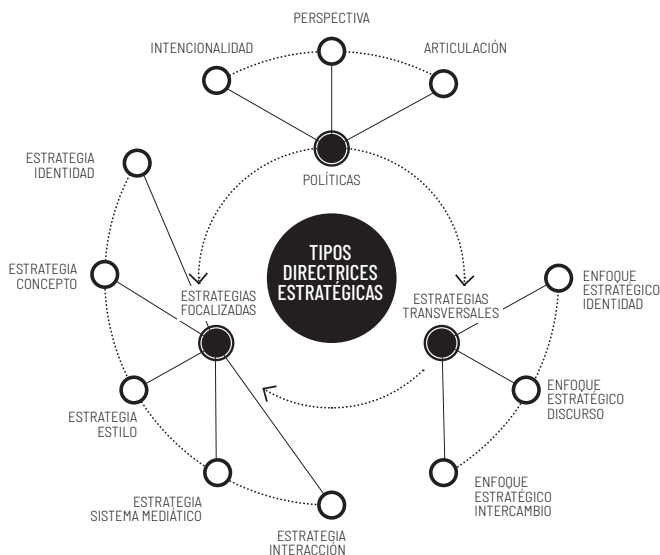 PERSPECTIVA
INTENCIONALIDAD
ARTICULACIÓN
POLÍTICAS
ESTRATEGIA
IDENTIDAD
ESTRATEGIA
CONCEPTO
TIPOS
DIRECTRICES
ESTRATÉGICAS
ESTRATEGIAS
FOCALIZADAS
ESTRATEGIAS
TRANSVERSALES
ENFOQUE
ESTRATÉGICO
IDENTIDAD
ENFOQUE
ESTRATÉGICO
DISCURSO
ESTRATEGIA
ESTILO
ENFOQUE
ESTRATÉGICO
INTERCAMBIO
ESTRATEGIA
SISTEMA MEDIÁTICO
ESTRATEGIA
INTERACCIÓN